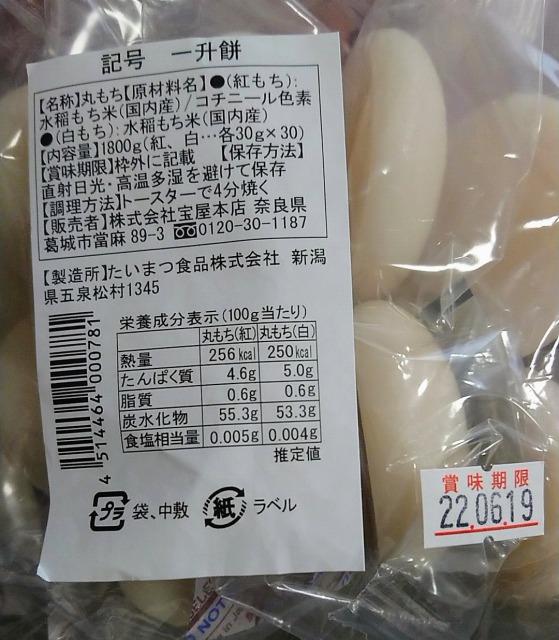 記号 一升餅
【名称】丸もち【原材料名】●(紅もち):
水稲もち米(国内産)/コチニール色素
●(白もち):水稲もち米(国内産)
【内容量】1800g(紅、白…各30g×30)
【賞味期限】枠外に記載 【保存方法】
直射日光・高温多湿を避けて保存
【調理方法】トースターで4分焼く
【販売者】株式会社宝屋本店 奈良県
葛城市當麻 89-3 0120-30-1187
【製造所】たいまつ食品株式会社 新潟
県五泉松村1345
栄養成分表示(100g当たり)
丸もち(紅) 丸もち(白)
熱量 256kcal 250kcal
たんぱく質 4.6g 5.0g
脂質 0.6g 0.6g
炭水化物 55.3g 53.3g
食塩相当量 0.005g 0.004g
推定値
4 514464 000781
プラ 袋、中敷 紙 ラベル
賞味期限
22.06.19
DO NOT